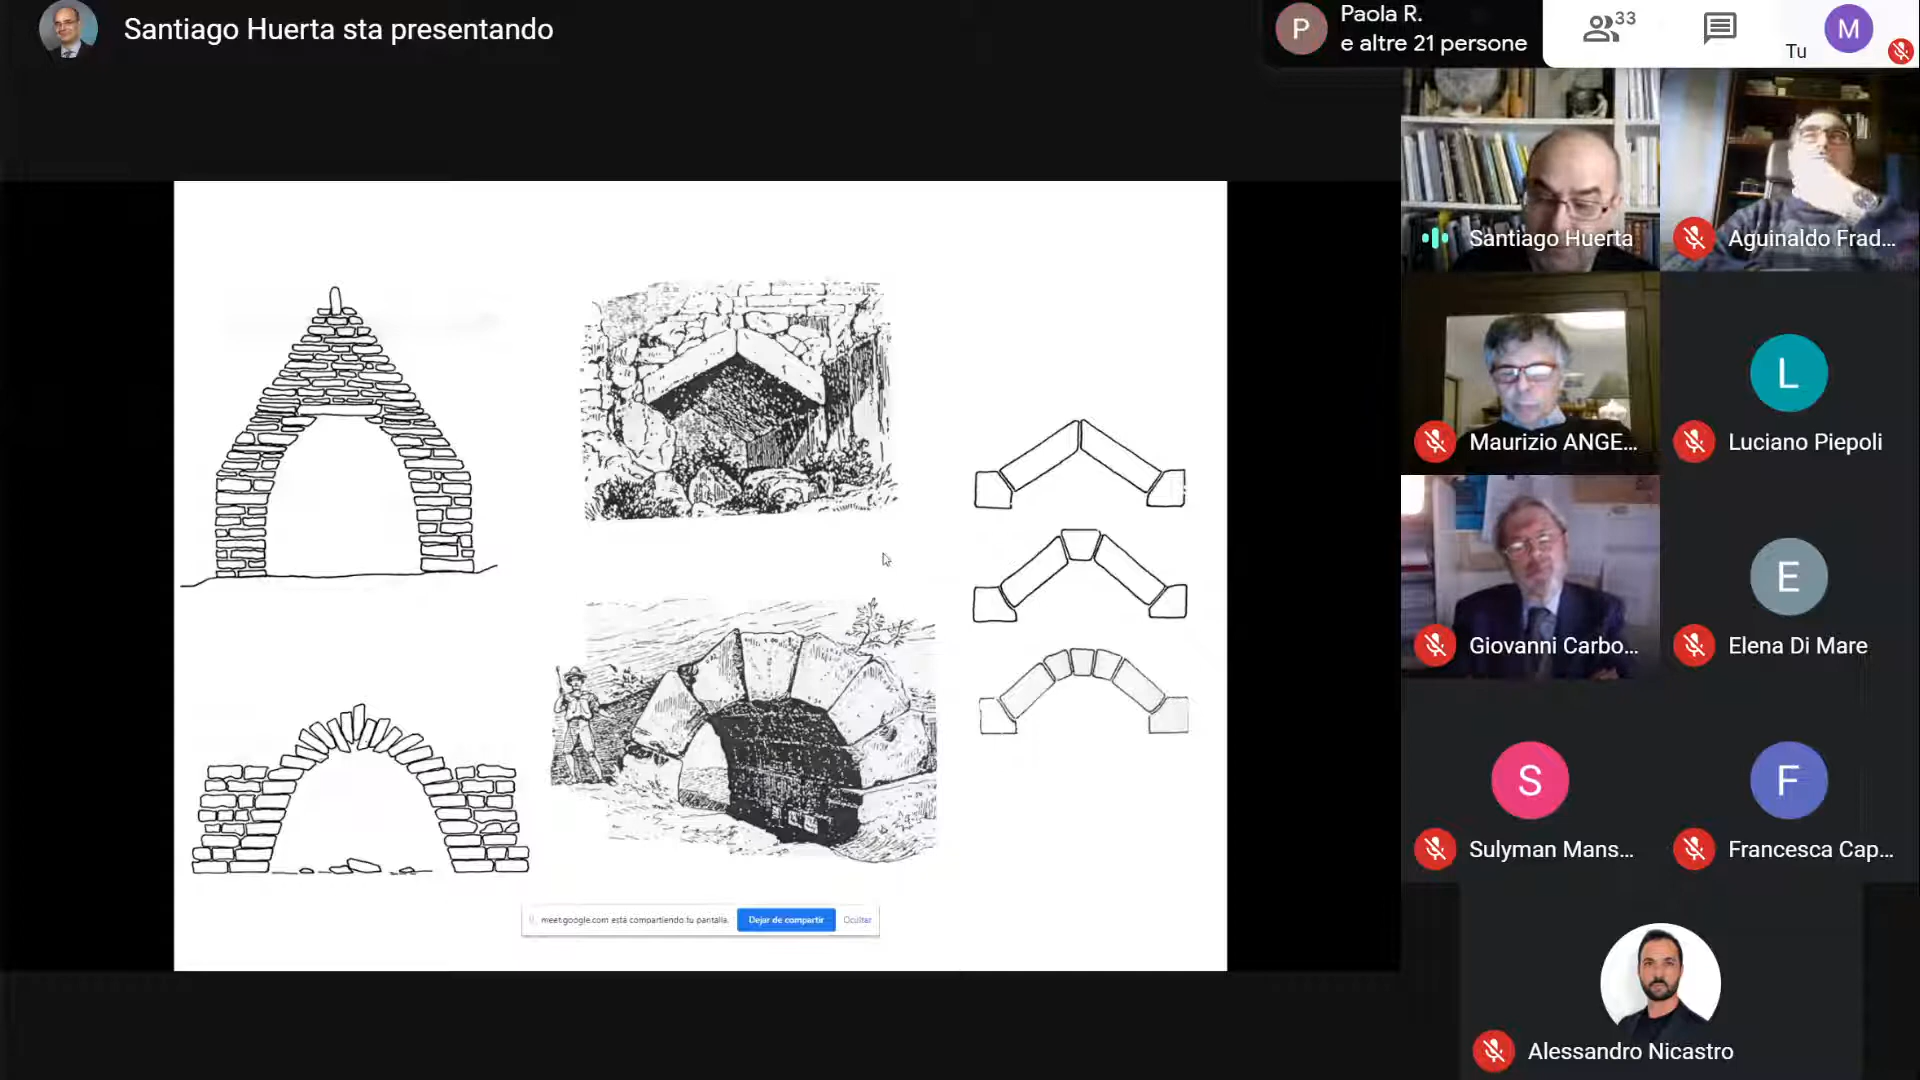 Santiago Huerta sta presentando
P
Paola R.
e altre 21 persone
33
Tu
M
Santiago Huerta
Aguinaldo Frad...
Maurizio ANGE...
L
Luciano Piepoli
Giovanni Carbo...
E
Elena Di Mare
S
Sulyman Mans...
F
Francesca Cap...
Alessandro Nicastro
meet.google.com está compartiendo tu pantalla.
Dejar de compartir
Ocultar